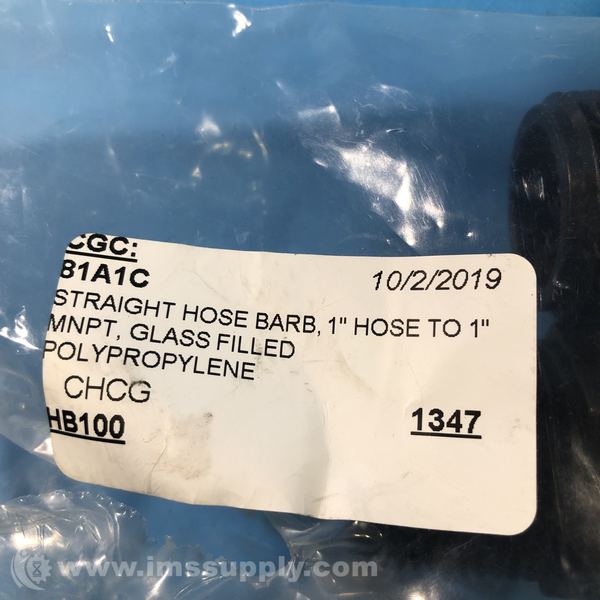 CGC:
81A1C 10/2/2019
STRAIGHT HOSE BARB, 1" HOSE TO 1"
MNPT, GLASS FILLED
POLYPROPYLENE
CHCG
HB100 1347
www.imssupply.com